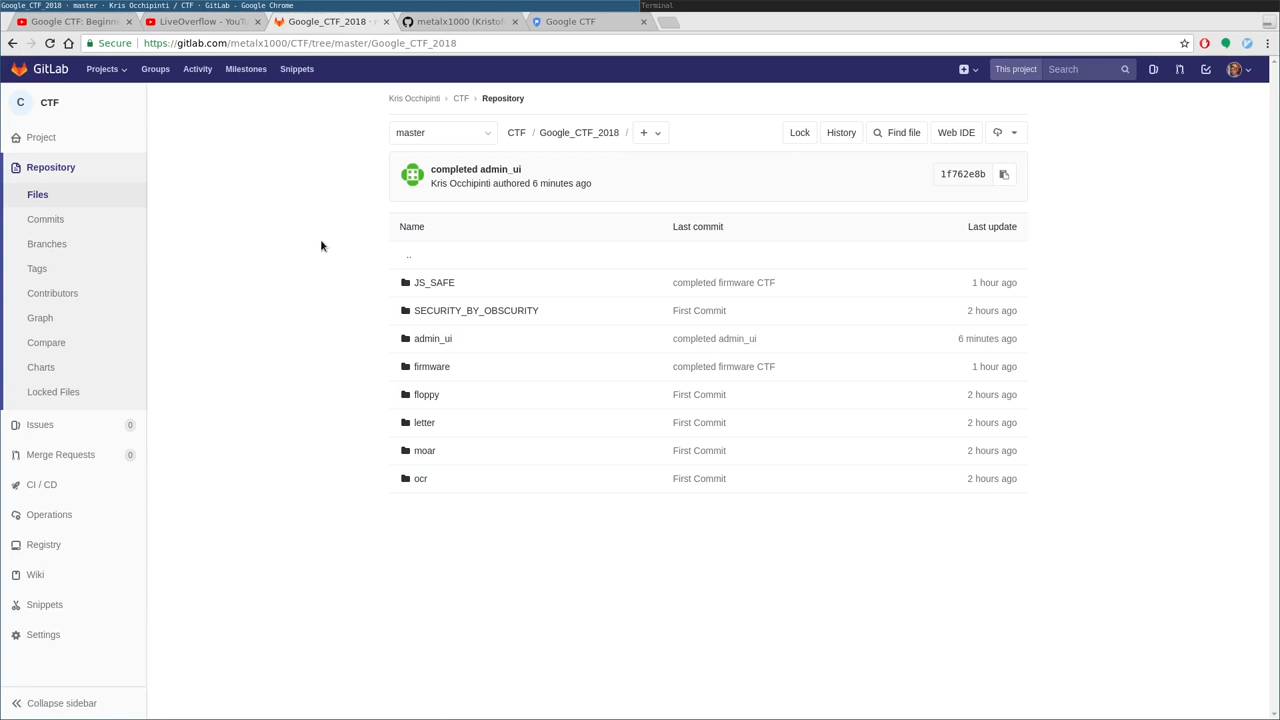 Google_CTF_2018 · master · Kris Occhipinti / CTF · GitLab - Google Chrome
Terminal
Google CTF: Beginne
LiveOverflow - YouTu
Google_CTF_2018 ·
metalx1000 (Kristof
Google CTF
Secure https://gitlab.com/metalx1000/CTF/tree/master/Google_CTF_2018
GitLab Projects Groups Activity Milestones Snippets This project Search
C CTF
Project
Repository
Files
Commits
Branches
Tags
Contributors
Graph
Compare
Charts
Locked Files
Issues 0
Merge Requests 0
CI / CD
Operations
Registry
Wiki
Snippets
Settings
Collapse sidebar
Kris Occhipinti › CTF › Repository
master CTF / Google_CTF_2018 / + Lock History Find file Web IDE
completed admin_ui
Kris Occhipinti authored 6 minutes ago
1f762e8b
Name Last commit Last update
..
JS_SAFE completed firmware CTF 1 hour ago
SECURITY_BY_OBSCURITY First Commit 2 hours ago
admin_ui completed admin_ui 6 minutes ago
firmware completed firmware CTF 1 hour ago
floppy First Commit 2 hours ago
letter First Commit 2 hours ago
moar First Commit 2 hours ago
ocr First Commit 2 hours ago